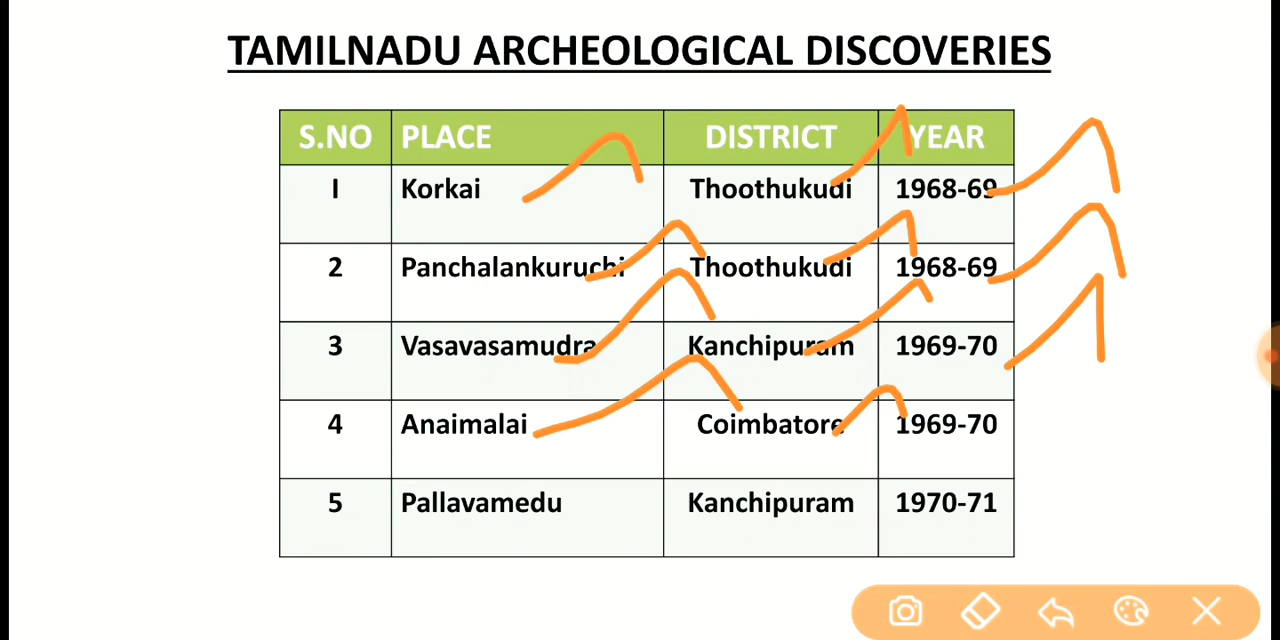 TAMILNADU ARCHEOLOGICAL DISCOVERIES
S.NO PLACE DISTRICT YEAR
1 Korkai Thoothukudi 1968-69
2 Panchalankuruchi Thoothukudi 1968-69
3 Vasavasamudra Kanchipuram 1969-70
4 Anaimalai Coimbatore 1969-70
5 Pallavamedu Kanchipuram 1970-71